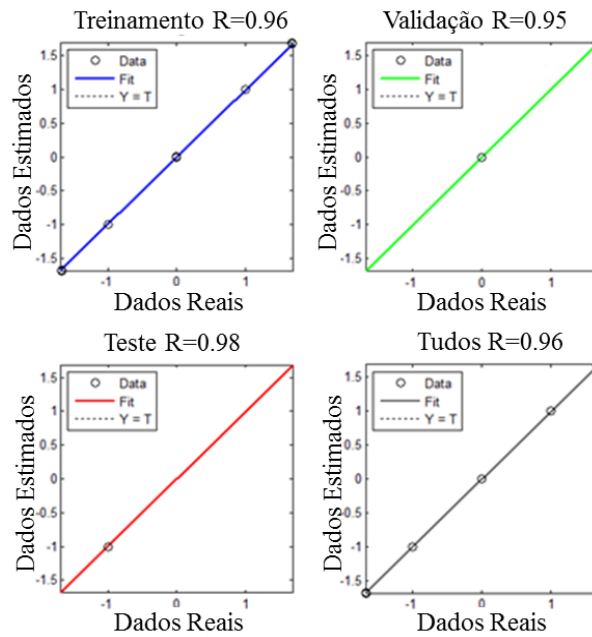 Treinamento R=0.96
Data
Fit
Y = T
Dados Estimados
1.5
1
0.5
0
-0.5
-1
-1.5
-1
0
1
Dados Reais
Validação R=0.95
Data
Fit
Y = T
Dados Estimados
1.5
1
0.5
0
-0.5
-1
-1.5
-1
0
1
Dados Reais
Teste R=0.98
Data
Fit
Y = T
Dados Estimados
1.5
1
0.5
0
-0.5
-1
-1.5
-1
0
1
Dados Reais
Tudos R=0.96
Data
Fit
Y = T
Dados Estimados
1.5
1
0.5
0
-0.5
-1
-1.5
-1
0
1
Dados Reais